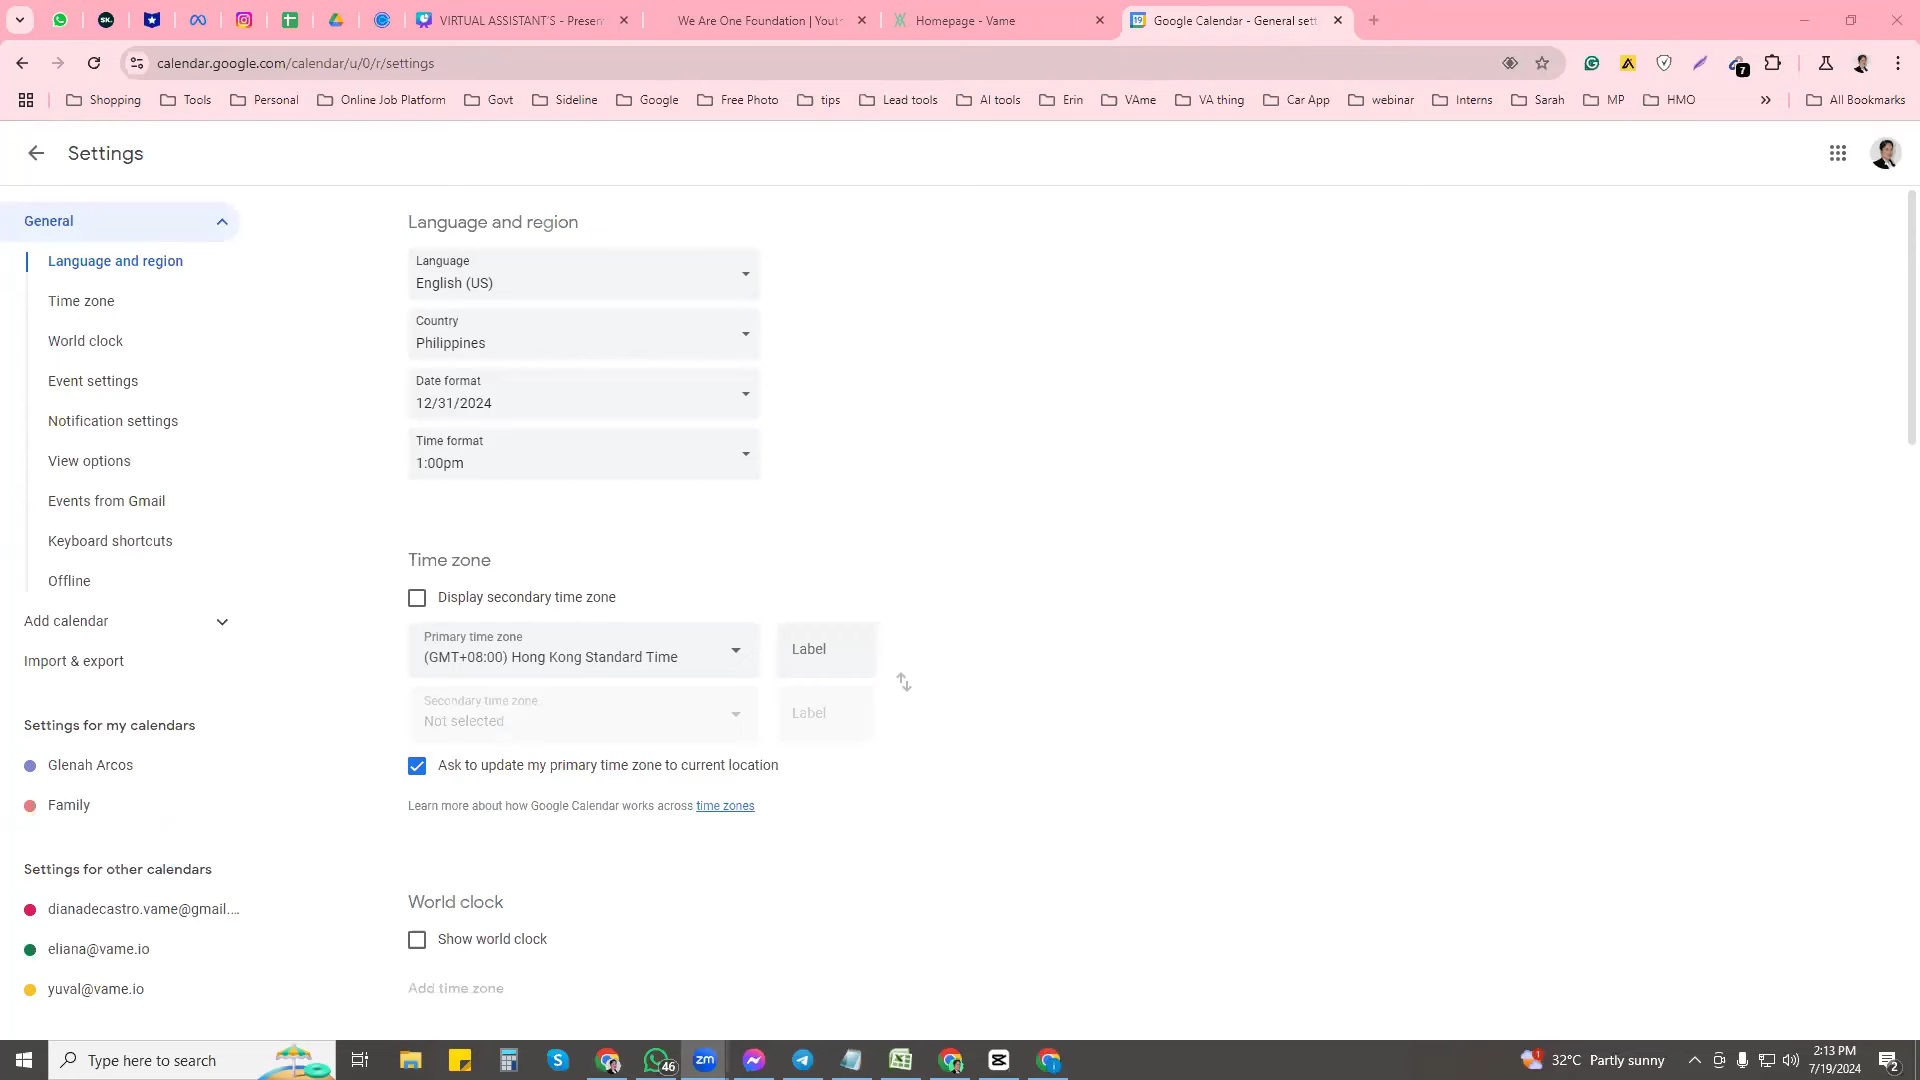 VIRTUAL ASSISTANT'S - Presen
We Are One Foundation | Yout
Homepage - Vame
Google Calendar - General sett
calendar.google.com/calendar/u/0/r/settings
7
Shopping
Tools
Personal
Online Job Platform
Govt
Sideline
Google
Free Photo
tips
Lead tools
AI tools
Erin
VAme
VA thing
Car App
webinar
Interns
Sarah
MP
HMO
All Bookmarks
Settings
General
Language and region
Time zone
World clock
Event settings
Notification settings
View options
Events from Gmail
Keyboard shortcuts
Offline
Add calendar
Import & export
Settings for my calendars
Glenah Arcos
Family
Settings for other calendars
dianadecastro.vame@gmail....
eliana@vame.io
yuval@vame.io
Language and region
Language
English (US)
Country
Philippines
Date format
12/31/2024
Time format
1:00pm
Time zone
Display secondary time zone
Primary time zone
(GMT+08:00) Hong Kong Standard Time
Label
Secondary time zone
Not selected
Label
Ask to update my primary time zone to current location
Learn more about how Google Calendar works across time zones
World clock
Show world clock
Add time zone
Type here to search
46
zm
1
32°C Partly sunny
2:13 PM
7/19/2024
2